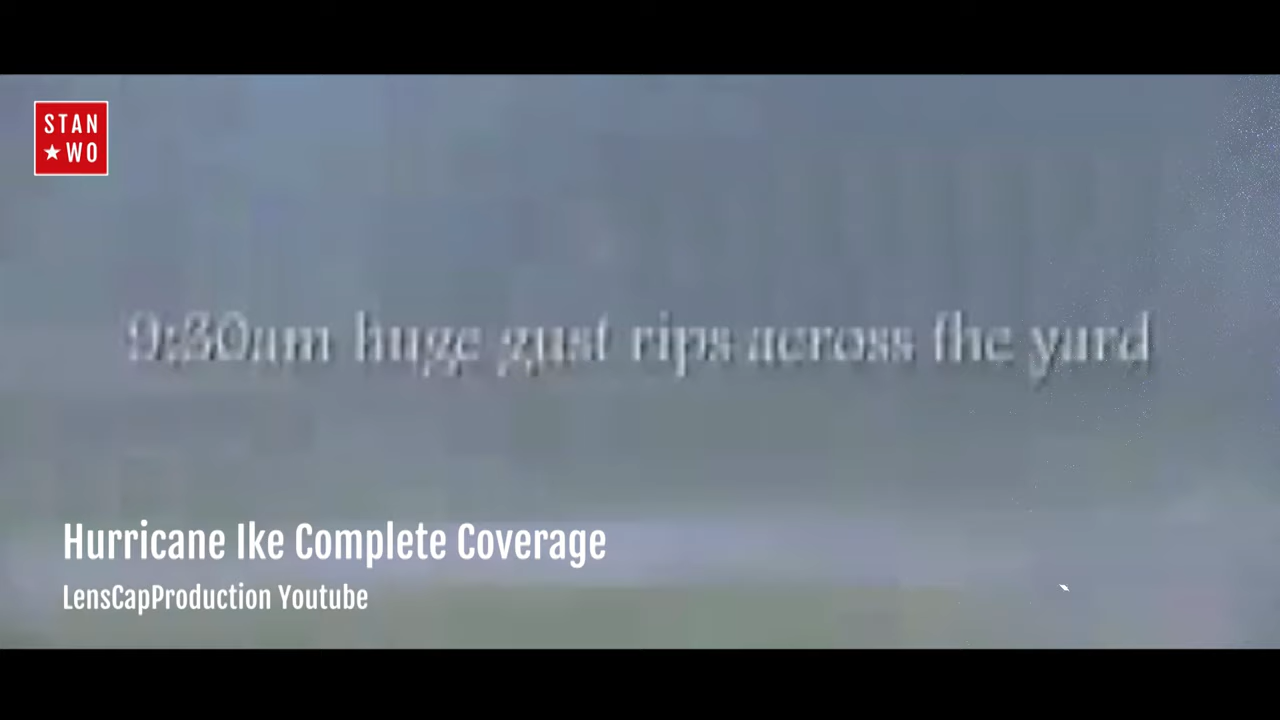 STAN
★WO
9:30am huge gust rips across the yard
Hurricane Ike Complete Coverage
LensCapProduction Youtube